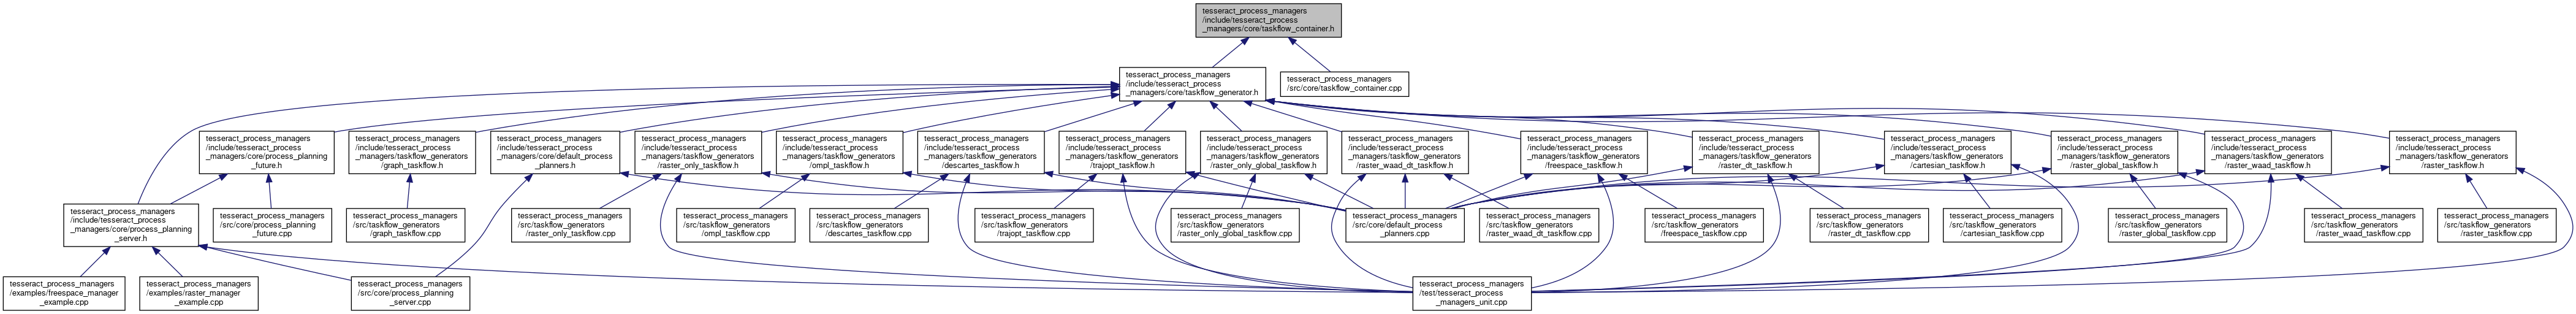 tesseract_process_managers
/include/tesseract_process
_managers/core/taskflow_container.h
tesseract_process_managers
/include/tesseract_process
_managers/core/taskflow_generator.h
tesseract_process_managers
/src/core/taskflow_container.cpp
tesseract_process_managers
/include/tesseract_process
_managers/core/process_planning
_future.h
tesseract_process_managers
/include/tesseract_process
_managers/taskflow_generators
/graph_taskflow.h
tesseract_process_managers
/include/tesseract_process
_managers/core/default_process
_planners.h
tesseract_process_managers
/include/tesseract_process
_managers/taskflow_generators
/raster_only_taskflow.h
tesseract_process_managers
/include/tesseract_process
_managers/taskflow_generators
/ompl_taskflow.h
tesseract_process_managers
/include/tesseract_process
_managers/taskflow_generators
/descartes_taskflow.h
tesseract_process_managers
/include/tesseract_process
_managers/taskflow_generators
/trajopt_taskflow.h
tesseract_process_managers
/include/tesseract_process
_managers/taskflow_generators
/raster_only_global_taskflow.h
tesseract_process_managers
/include/tesseract_process
_managers/taskflow_generators
/raster_waad_dt_taskflow.h
tesseract_process_managers
/include/tesseract_process
_managers/taskflow_generators
/freespace_taskflow.h
tesseract_process_managers
/include/tesseract_process
_managers/taskflow_generators
/raster_dt_taskflow.h
tesseract_process_managers
/include/tesseract_process
_managers/taskflow_generators
/cartesian_taskflow.h
tesseract_process_managers
/include/tesseract_process
_managers/taskflow_generators
/raster_global_taskflow.h
tesseract_process_managers
/include/tesseract_process
_managers/taskflow_generators
/raster_waad_taskflow.h
tesseract_process_managers
/include/tesseract_process
_managers/taskflow_generators
/raster_taskflow.h
tesseract_process_managers
/include/tesseract_process
_managers/core/process_planning
_server.h
tesseract_process_managers
/src/core/process_planning
_future.cpp
tesseract_process_managers
/src/taskflow_generators
/graph_taskflow.cpp
tesseract_process_managers
/src/taskflow_generators
/raster_only_taskflow.cpp
tesseract_process_managers
/src/taskflow_generators
/ompl_taskflow.cpp
tesseract_process_managers
/src/taskflow_generators
/descartes_taskflow.cpp
tesseract_process_managers
/src/taskflow_generators
/trajopt_taskflow.cpp
tesseract_process_managers
/src/taskflow_generators
/raster_only_global_taskflow.cpp
tesseract_process_managers
/src/core/default_process
_planners.cpp
tesseract_process_managers
/src/taskflow_generators
/raster_waad_dt_taskflow.cpp
tesseract_process_managers
/src/taskflow_generators
/freespace_taskflow.cpp
tesseract_process_managers
/src/taskflow_generators
/raster_dt_taskflow.cpp
tesseract_process_managers
/src/taskflow_generators
/cartesian_taskflow.cpp
tesseract_process_managers
/src/taskflow_generators
/raster_global_taskflow.cpp
tesseract_process_managers
/src/taskflow_generators
/raster_waad_taskflow.cpp
tesseract_process_managers
/src/taskflow_generators
/raster_taskflow.cpp
tesseract_process_managers
/examples/freespace_manager
_example.cpp
tesseract_process_managers
/examples/raster_manager
_example.cpp
tesseract_process_managers
/src/core/process_planning
_server.cpp
tesseract_process_managers
/test/tesseract_process
_managers_unit.cpp